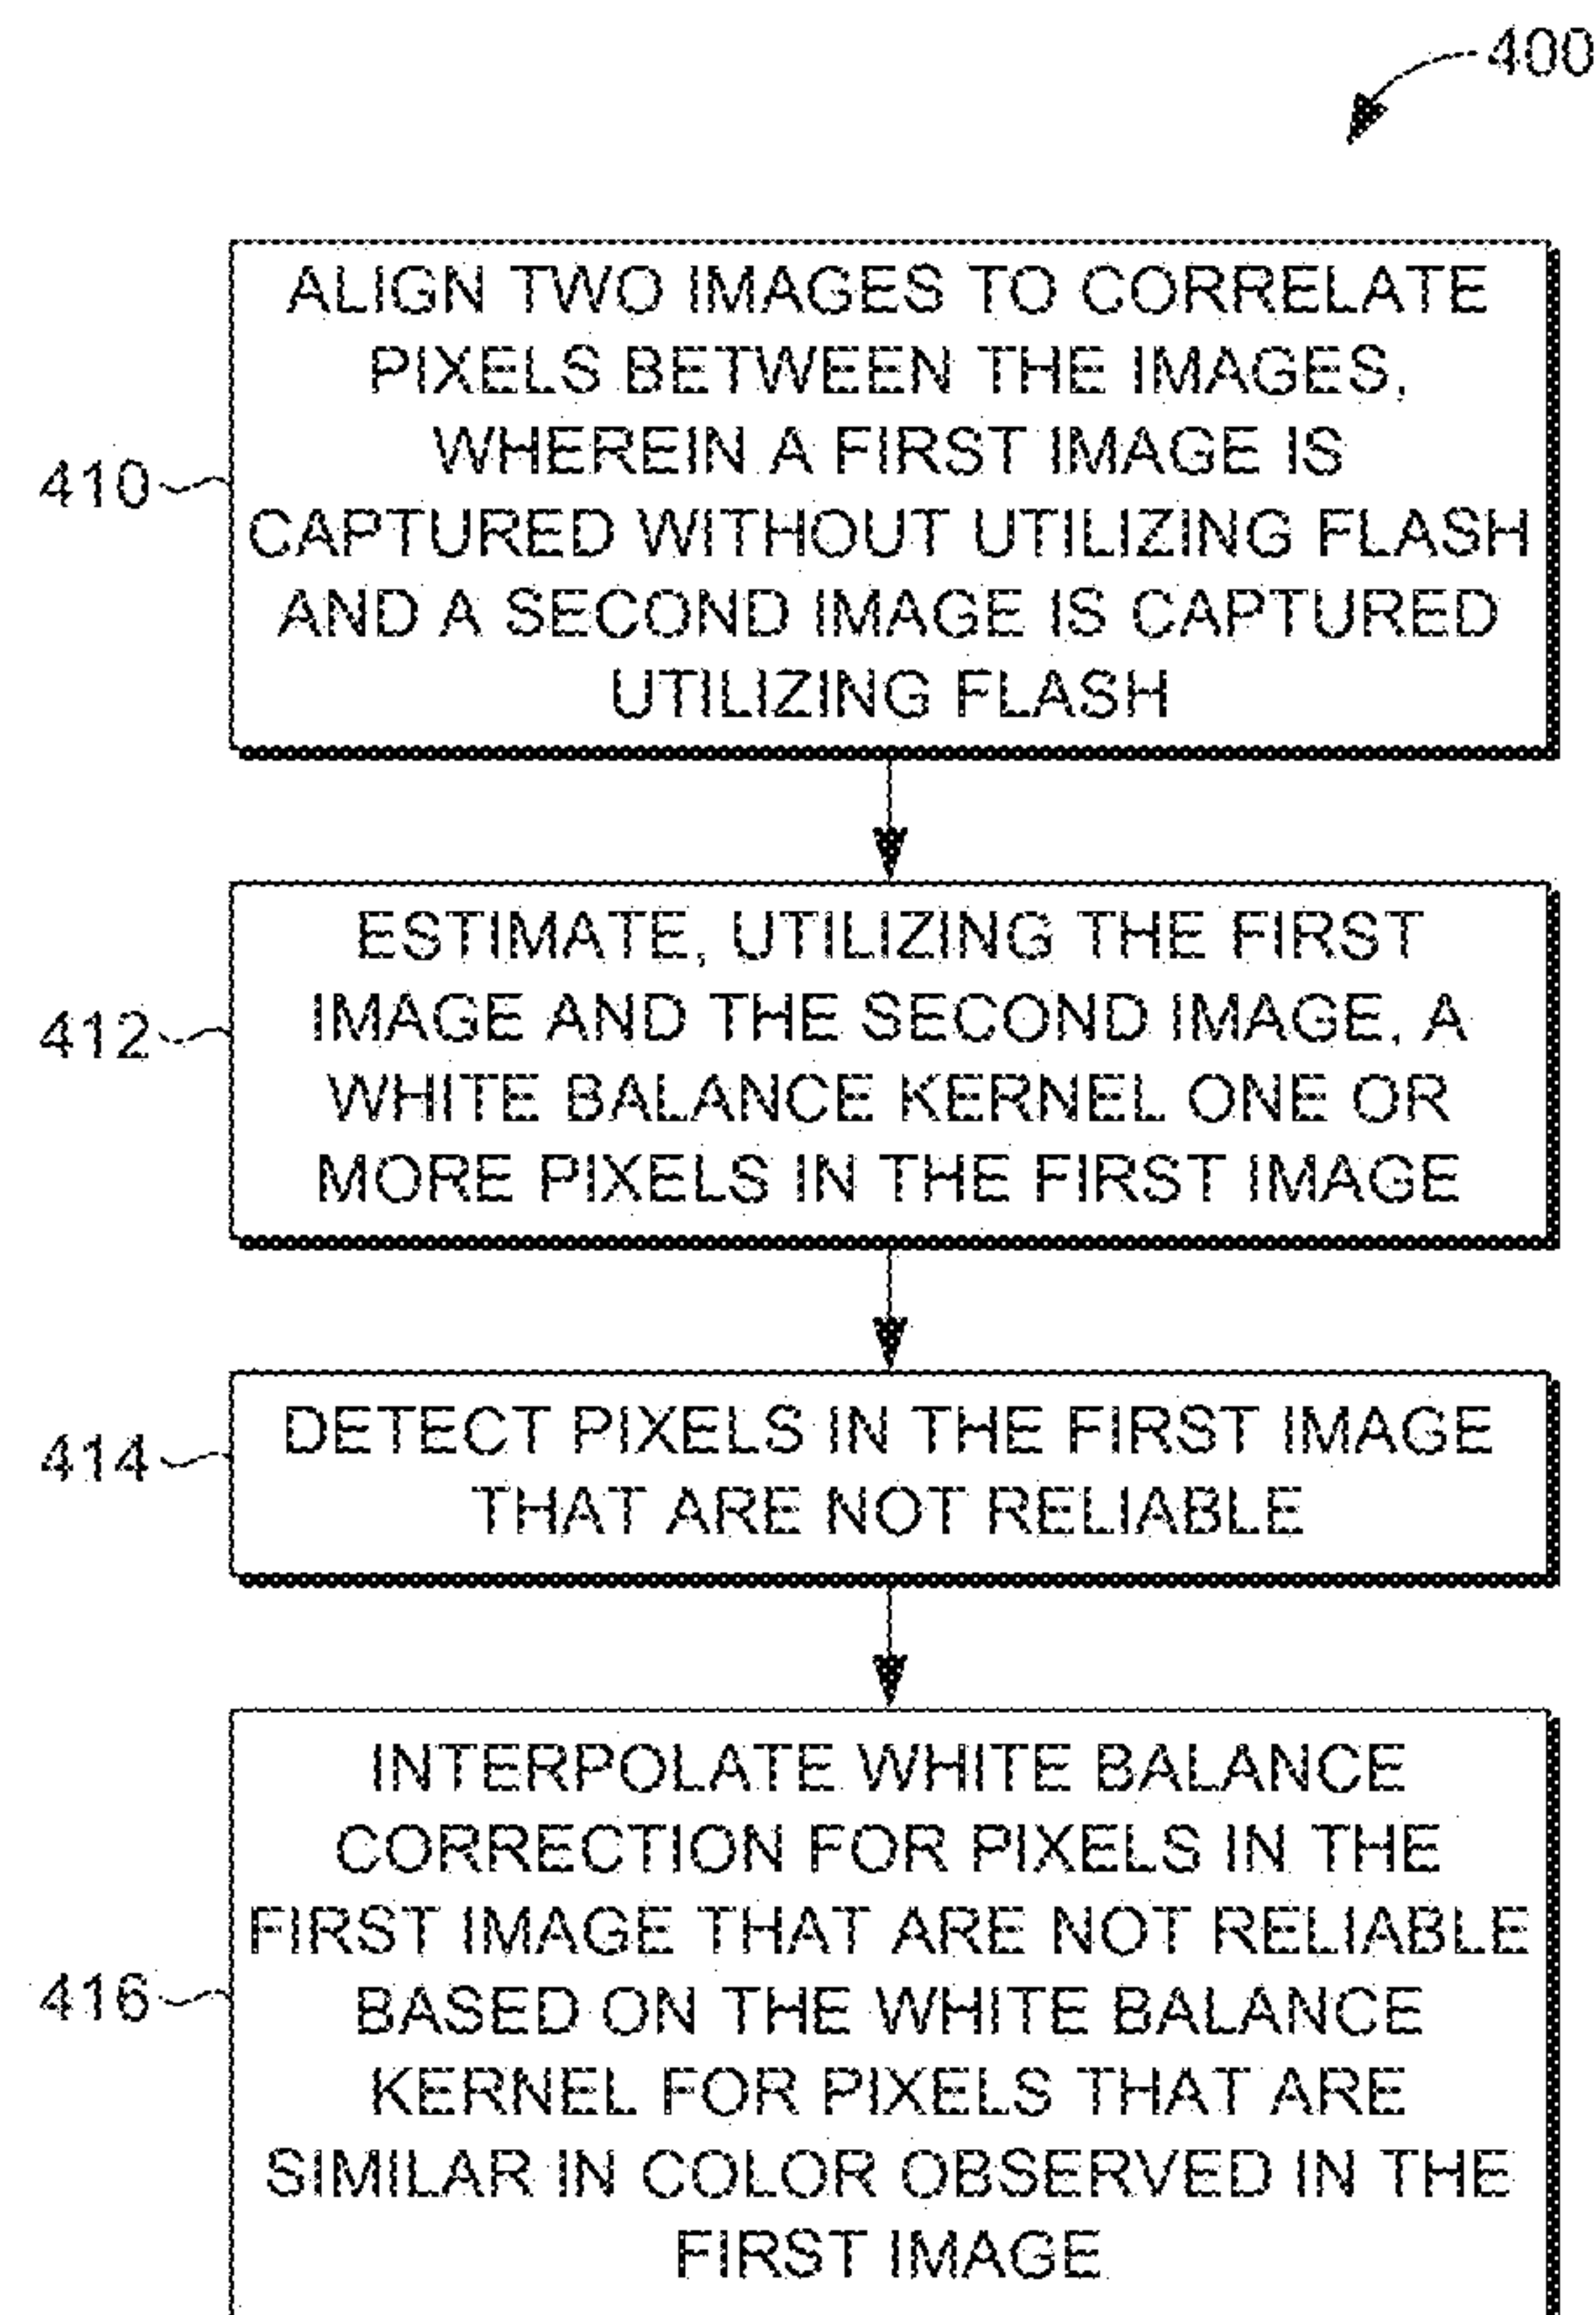 400
ALIGN TWO IMAGES TO CORRELATE
PIXELS BETWEEN THE IMAGES,
WHEREIN A FIRST IMAGE IS
410
CAPTURED WITHOUT UTILIZING FLASH
AND A SECOND IMAGE IS CAPTURED
UTILIZING FLASH
ESTIMATE, UTILIZING THE FIRST
IMAGE AND THE SECOND IMAGE, A
412
WHITE BALANCE KERNEL ONE OR
MORE PIXELS IN THE FIRST IMAGE
DETECT PIXELS IN THE FIRST IMAGE
414
THAT ARE NOT RELIABLE
INTERPOLATE WHITE BALANCE
CORRECTION FOR PIXELS IN THE
FIRST IMAGE THAT ARE NOT RELIABLE
416
BASED ON THE WHITE BALANCE
KERNEL FOR PIXELS THAT ARE
SIMILAR IN COLOR OBSERVED IN THE
FIRST IMAGE